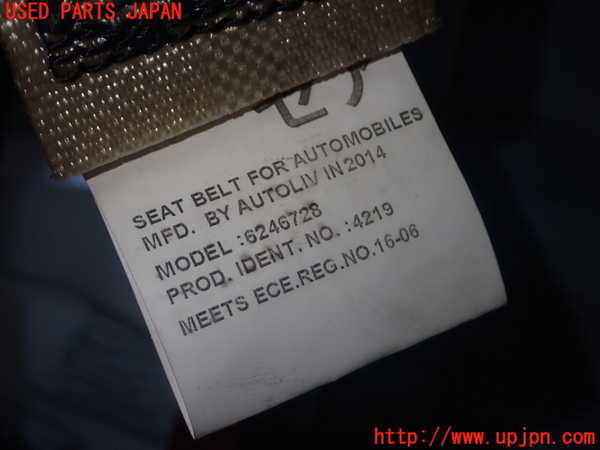 USED PARTS JAPAN
SEAT BELT FOR AUTOMOBILES
MFD. BY AUTOLIV IN 2014
MODEL :6246728
PROD. IDENT. NO. :4219
MEETS ECE.REG.NO.16-06
http://www.upjpn.com/